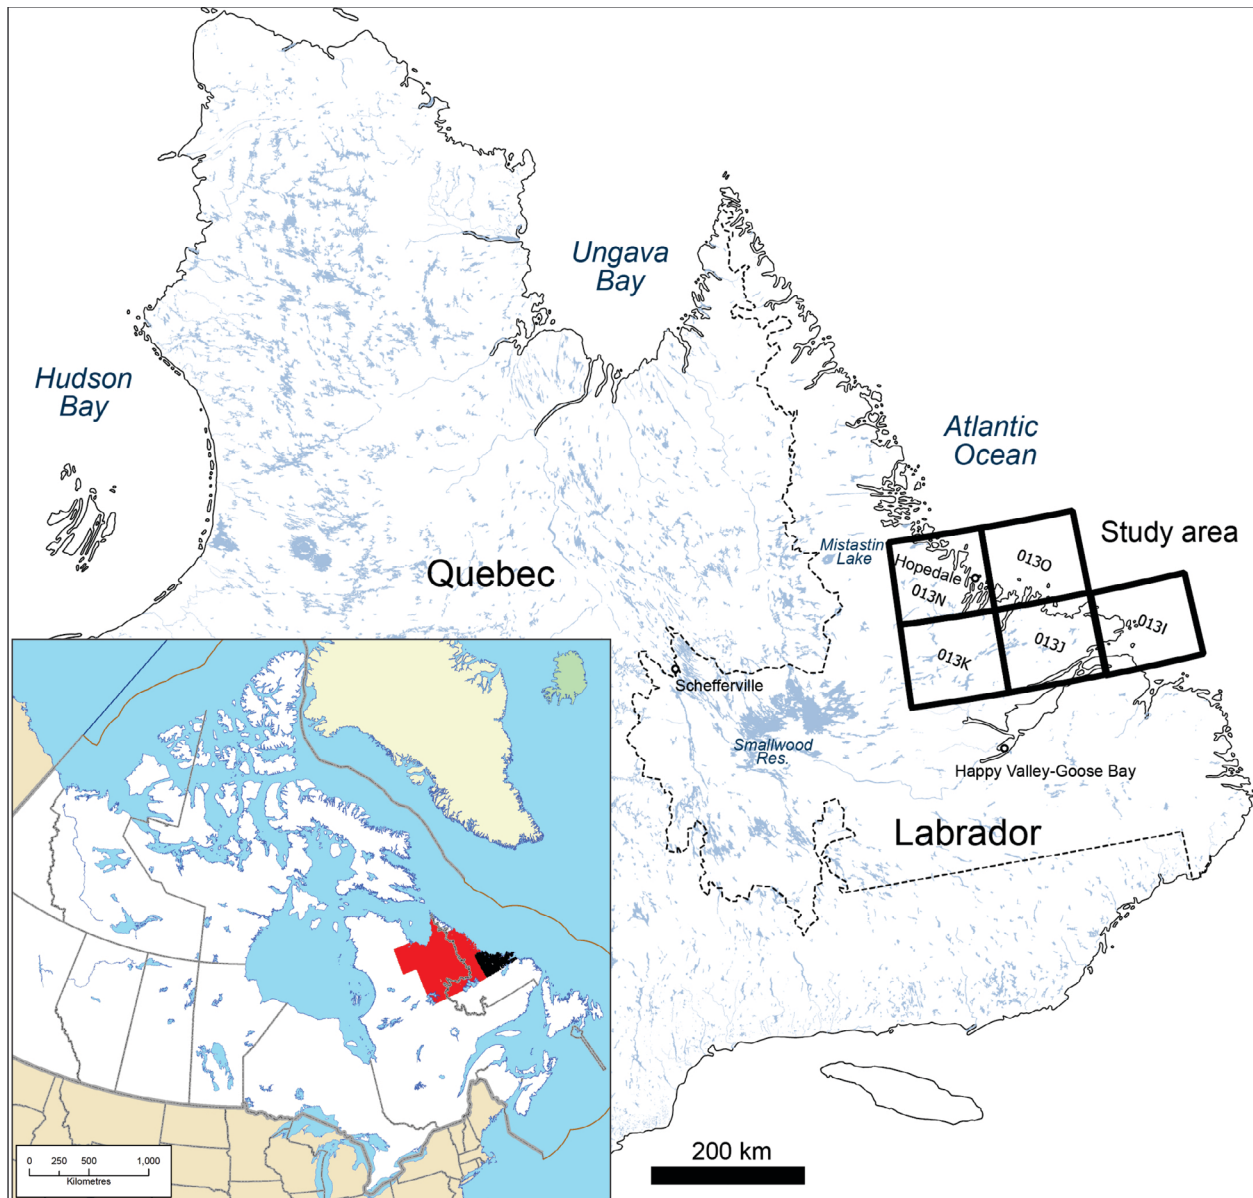 Ungava
Bay
Hudson
Bay
Atlantic
Ocean
Study area
Mistastin
Lake
Hopedale
013O
013N
Quebec
013I
013J
013K
Schefferville
Smallwood
Res.
Happy Valley-Goose Bay
Labrador
200 km
0 250 500 1,000
Kilometres